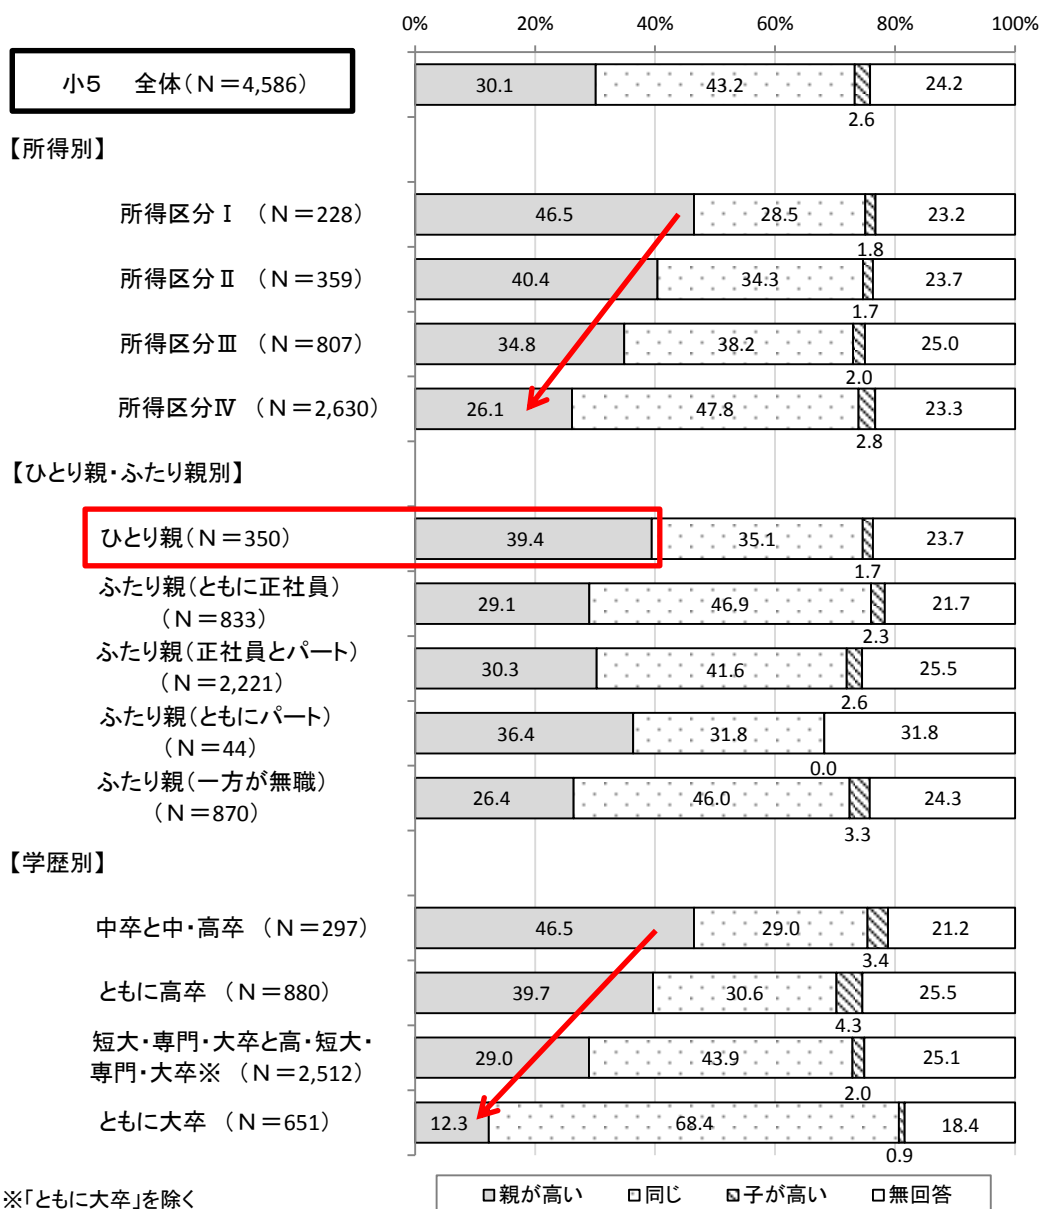 0% 20% 40% 60% 80% 100%
小5 全体(N=4,586) 30.1 43.2 24.2
2.6
【所得別】
所得区分Ⅰ (N=228) 46.5 28.5 23.2
1.8
所得区分Ⅱ (N=359) 40.4 34.3 23.7
1.7
所得区分Ⅲ (N=807) 34.8 38.2 25.0
2.0
所得区分Ⅳ (N=2,630) 26.1 47.8 23.3
2.8
【ひとり親・ふたり親別】
ひとり親(N=350) 39.4 35.1 23.7
1.7
ふたり親(ともに正社員)
(N=833) 29.1 46.9 21.7
2.3
ふたり親(正社員とパート)
(N=2,221) 30.3 41.6 25.5
2.6
ふたり親(ともにパート)
(N=44) 36.4 31.8 31.8
0.0
ふたり親(一方が無職)
(N=870) 26.4 46.0 24.3
3.3
【学歴別】
中卒と中・高卒 (N=297) 46.5 29.0 21.2
3.4
ともに高卒 (N=880) 39.7 30.6 25.5
4.3
短大・専門・大卒と高・短大・
専門・大卒※ (N=2,512) 29.0 43.9 25.1
2.0
ともに大卒 (N=651) 12.3 68.4 18.4
0.9
※「ともに大卒」を除く
親が高い 同じ 子が高い 無回答